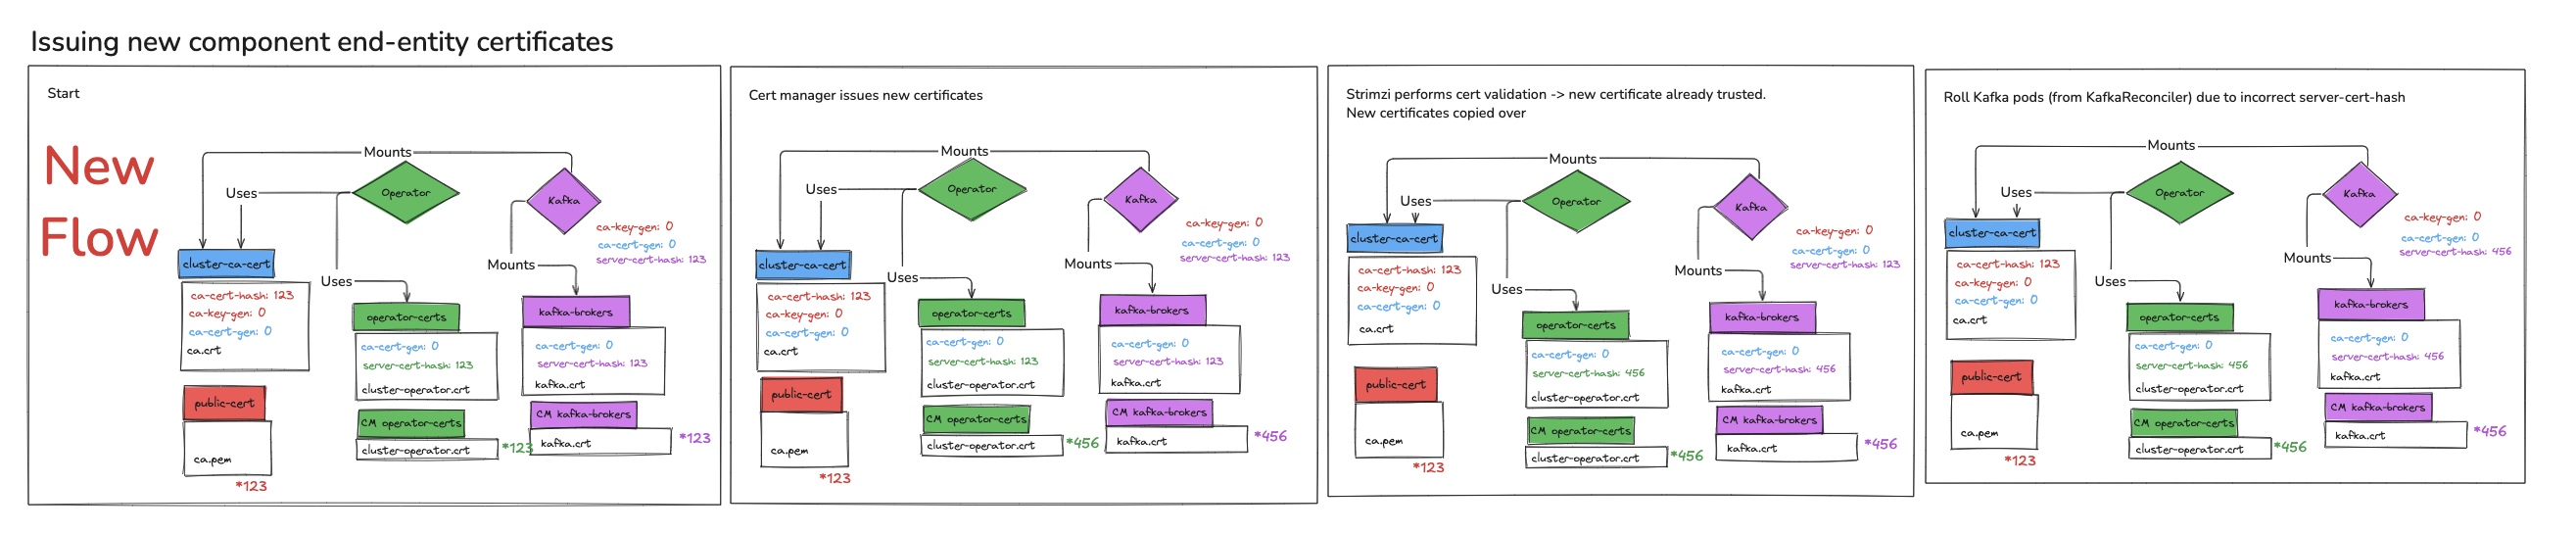 Issuing new component end-entity certificates
Start
New
Flow
Mounts
Uses
Operator
Kafka
ca-key-gen: 0
ca-cert-gen: 0
server-cert-hash: 123
cluster-ca-cert
Mounts
Uses
ca-cert-hash: 123
ca-key-gen: 0
ca-cert-gen: 0
ca.crt
operator-certs
ca-cert-gen: 0
server-cert-hash: 123
cluster-operator.crt
kafka-brokers
ca-cert-gen: 0
server-cert-hash: 123
kafka.crt
public-cert
ca.pem
*123
CM operator-certs
cluster-operator.crt
*123
CM kafka-brokers
kafka.crt
*123
Cert manager issues new certificates
Mounts
Uses
Operator
Kafka
ca-key-gen: 0
ca-cert-gen: 0
server-cert-hash: 123
cluster-ca-cert
Mounts
Uses
ca-cert-hash: 123
ca-key-gen: 0
ca-cert-gen: 0
ca.crt
operator-certs
ca-cert-gen: 0
server-cert-hash: 123
cluster-operator.crt
kafka-brokers
ca-cert-gen: 0
server-cert-hash: 123
kafka.crt
public-cert
ca.pem
*123
CM operator-certs
cluster-operator.crt
*456
CM kafka-brokers
kafka.crt
*456
Strimzi performs cert validation -> new certificate already trusted.
New certificates copied over
Mounts
Uses
Operator
Kafka
ca-key-gen: 0
ca-cert-gen: 0
server-cert-hash: 123
cluster-ca-cert
Mounts
Uses
ca-cert-hash: 123
ca-key-gen: 0
ca-cert-gen: 0
ca.crt
operator-certs
ca-cert-gen: 0
server-cert-hash: 456
cluster-operator.crt
kafka-brokers
ca-cert-gen: 0
server-cert-hash: 456
kafka.crt
public-cert
ca.pem
*123
CM operator-certs
cluster-operator.crt
*456
CM kafka-brokers
kafka.crt
*456
Roll Kafka pods (from KafkaReconciler) due to incorrect server-cert-hash
Mounts
Uses
Operator
Kafka
ca-key-gen: 0
ca-cert-gen: 0
server-cert-hash: 456
cluster-ca-cert
Mounts
Uses
ca-cert-hash: 123
ca-key-gen: 0
ca-cert-gen: 0
ca.crt
operator-certs
ca-cert-gen: 0
server-cert-hash: 456
cluster-operator.crt
kafka-brokers
ca-cert-gen: 0
server-cert-hash: 456
kafka.crt
public-cert
ca.pem
*123
CM operator-certs
cluster-operator.crt
*456
CM kafka-brokers
kafka.crt
*456